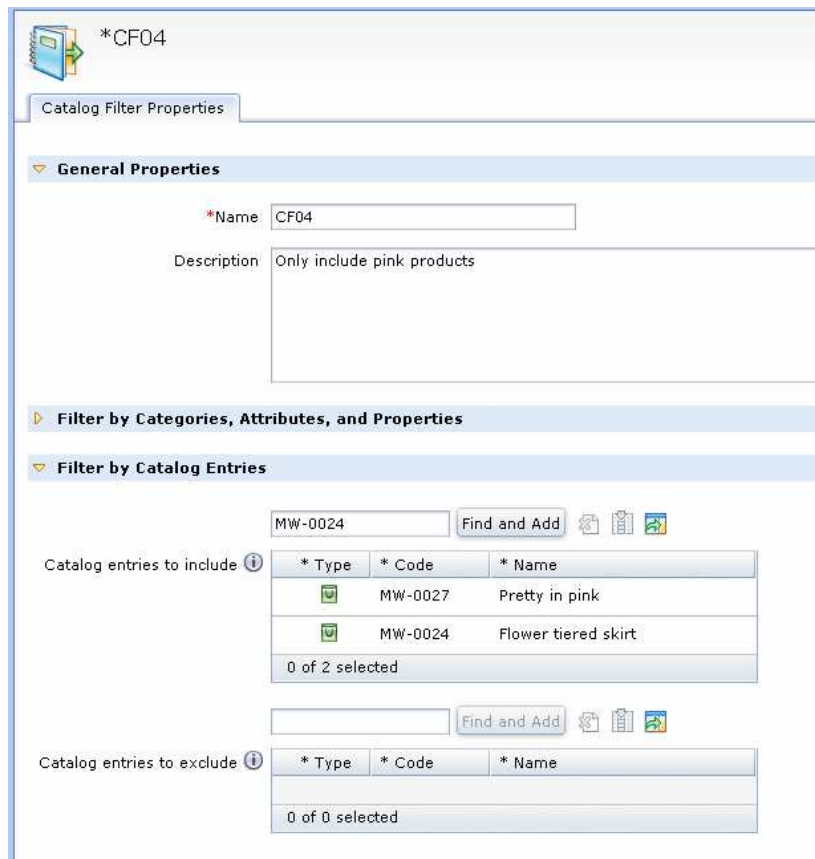 *CF04
Catalog Filter Properties
General Properties
*Name CF04
Description Only include pink products
Filter by Categories, Attributes, and Properties
Filter by Catalog Entries
MW-0024 Find and Add
Catalog entries to include
* Type * Code * Name
MW-0027 Pretty in pink
MW-0024 Flower tiered skirt
0 of 2 selected
Find and Add
Catalog entries to exclude
* Type * Code * Name
0 of 0 selected